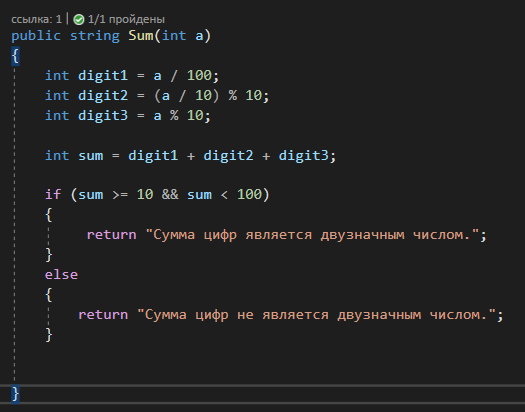 ссылка: 1 | 1/1 пройдены
public string Sum(int a)
{
    int digit1 = a / 100;
    int digit2 = (a / 10) % 10;
    int digit3 = a % 10;
    int sum = digit1 + digit2 + digit3;
    if (sum >= 10 && sum < 100)
    {
         return "Сумма цифр является двузначным числом.";
    }
    else
    {
        return "Сумма цифр не является двузначным числом.";
    }
}